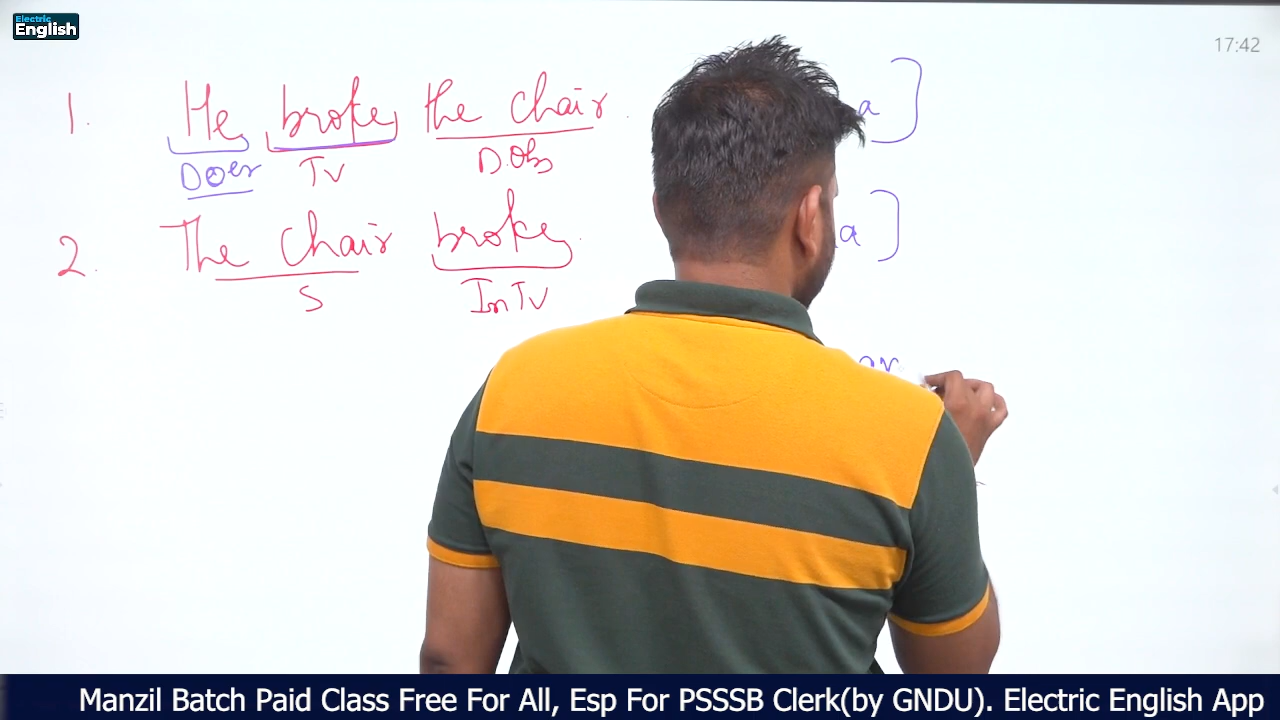 Electric
English
17:42
1. He broke the chair.
Doer Tv D.Obj
2. The chair broke.
S InTv
Manzil Batch Paid Class Free For All, Esp For PSSSB Clerk(by GNDU). Electric English App